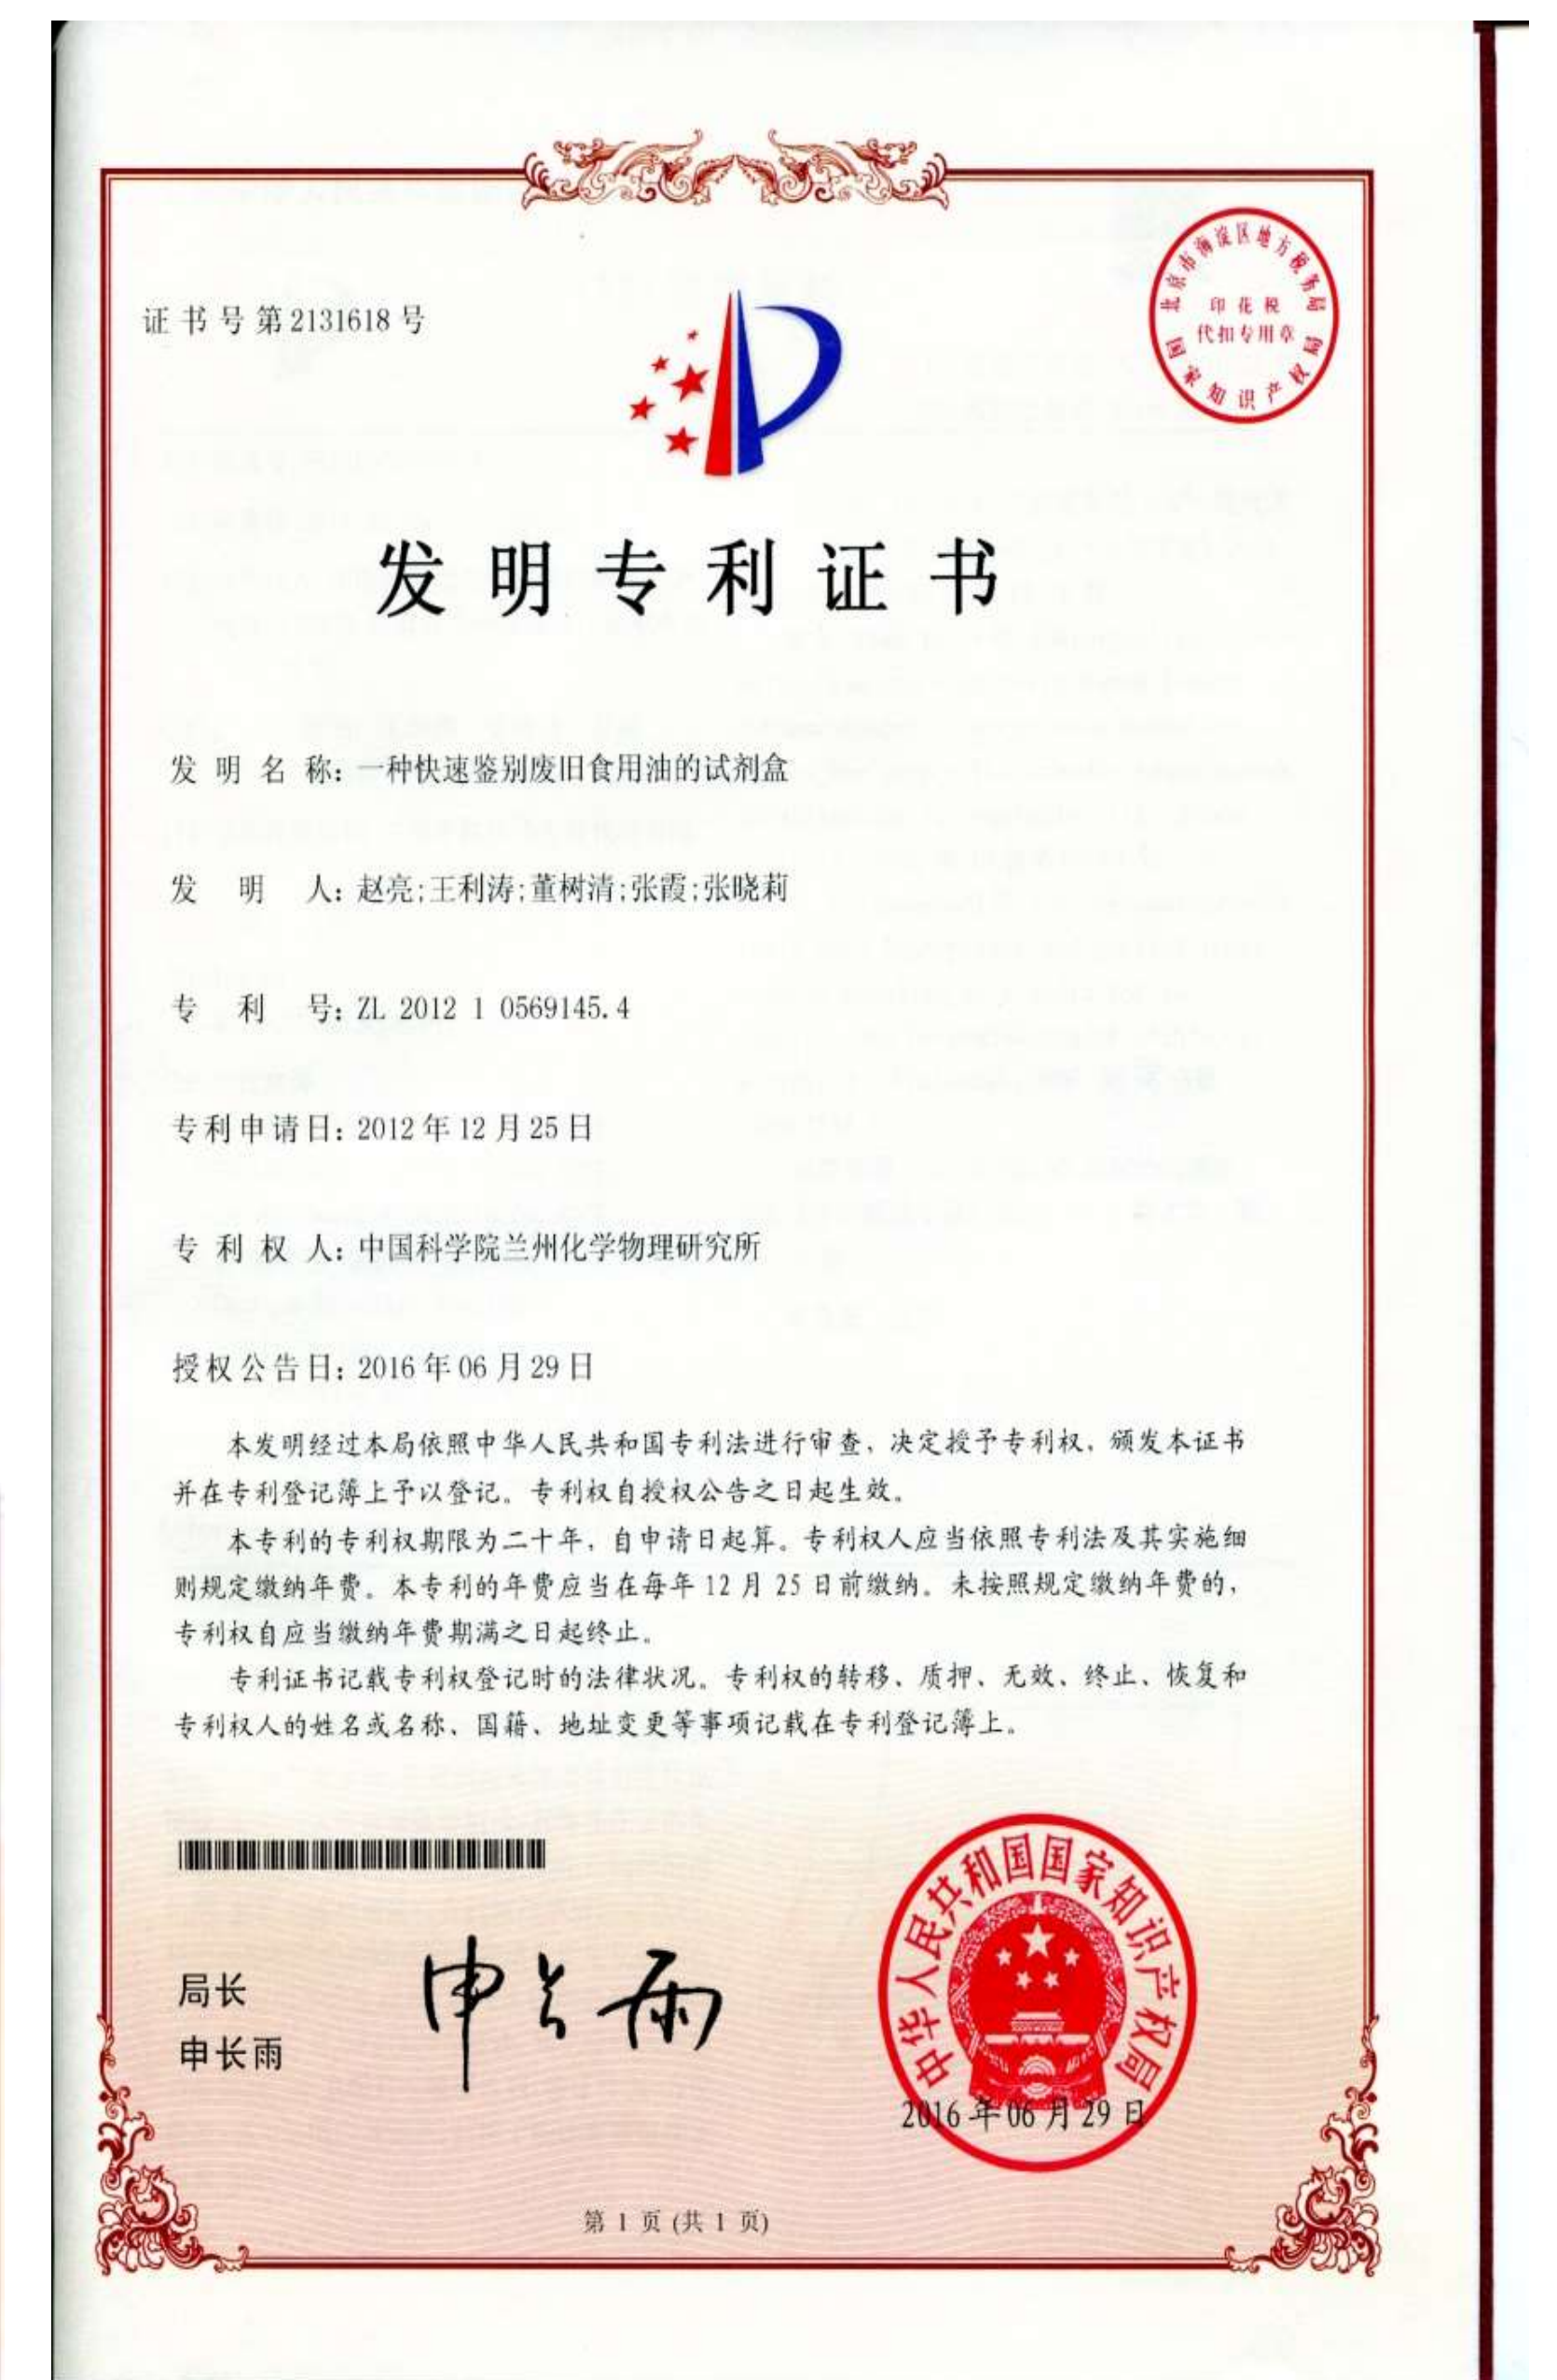 证书号第2131618号
北京市海淀区地方税务局
印花税
代扣专用章
国家知识产权局
发明专利证书
发明名称：一种快速鉴别废旧食用油的试剂盒
发明人：赵亮;王利涛;董树清;张霞;张晓莉
专利号：ZL 2012 1 0569145.4
专利申请日：2012年12月25日
专利权人：中国科学院兰州化学物理研究所
授权公告日：2016年06月29日
本发明经过本局依照中华人民共和国专利法进行审查，决定授予专利权，颁发本证书
并在专利登记簿上予以登记。专利权自授权公告之日起生效。
本专利的专利权期限为二十年，自申请日起算。专利权人应当依照专利法及其实施细
则规定缴纳年费。本专利的年费应当在每年12月25日前缴纳。未按照规定缴纳年费的，
专利权自应当缴纳年费期满之日起终止。
专利证书记载专利权登记时的法律状况。专利权的转移、质押、无效、终止、恢复和
专利权人的姓名或名称、国籍、地址变更等事项记载在专利登记簿上。
局长
申长雨
申长雨
中华人民共和国国家知识产权局
2016年06月29日
第1页(共1页)